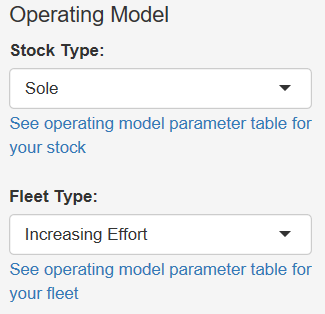 Operating Model
Stock Type:
Sole
See operating model parameter table for
your stock
Fleet Type:
Increasing Effort
See operating model parameter table for
your fleet